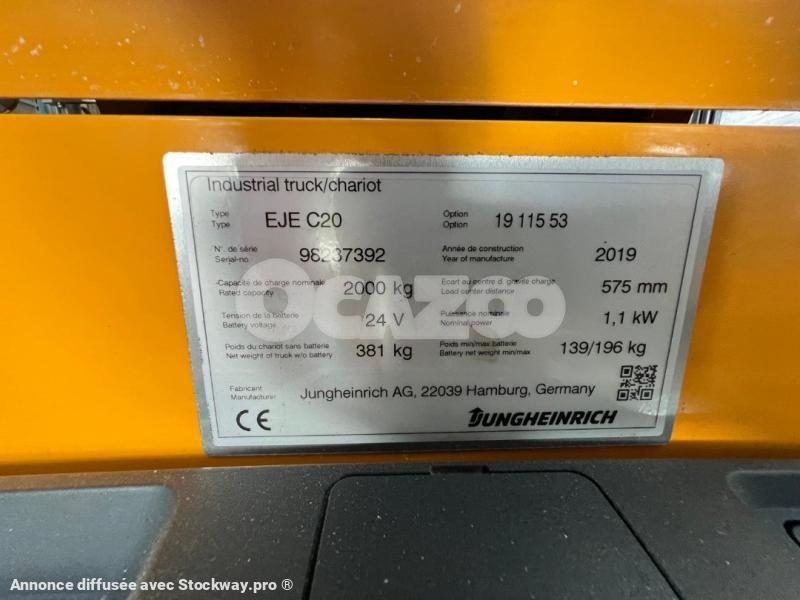 Industrial truck/chariot
Type
Type
EJE C20
Option
Option
19 115 53
N°. de série
Serial-no.
98237392
Année de construction
Year of manufacture
2019
Capacité de charge nominale
Rated capacity
2000 kg
Ecart au centre d. gravité charge
Load center distance
575 mm
Tension de la batterie
Battery voltage
24 V
Puissance nominale
Nominal power
1,1 kW
Poids du chariot sans batterie
Net weight of truck w/o battery
381 kg
Poids min/max batterie
Battery net weight min/max
139/196 kg
Fabricant
Manufacturer
Jungheinrich AG, 22039 Hamburg, Germany
CE
JUNGHEINRICH
OCAZOO
Annonce diffusée avec Stockway.pro ®